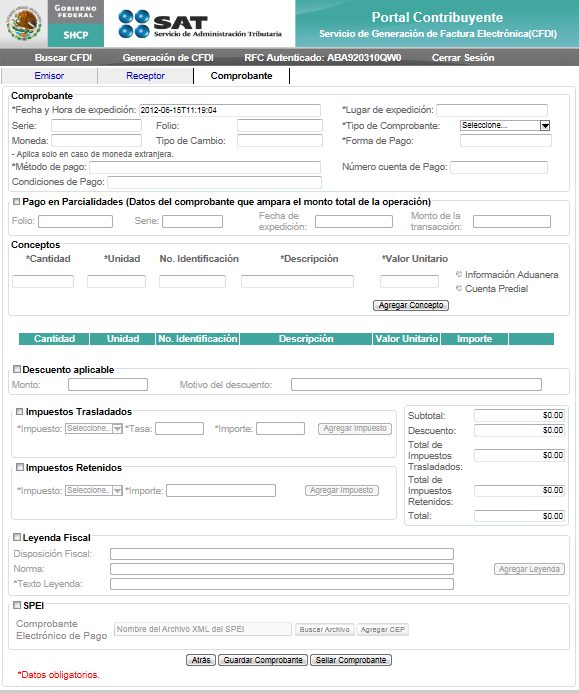 GOBIERNO
FEDERAL
SHCP
SAT
Servicio de Administración Tributaria
Portal Contribuyente
Servicio de Generación de Factura Electrónica(CFDI)
Buscar CFDI Generación de CFDI RFC Autenticado: ABA920310QW0 Cerrar Sesión
Emisor Receptor Comprobante
Comprobante
*Fecha y Hora de expedición: 2012-06-15T11:19:04 *Lugar de expedición:
Serie: Folio: *Tipo de Comprobante: Seleccione...
Moneda: Tipo de Cambio: *Forma de Pago:
- Aplica solo en caso de moneda extranjera.
*Método de pago: Número cuenta de Pago:
Condiciones de Pago:
Pago en Parcialidades (Datos del comprobante que ampara el monto total de la operación)
Folio: Serie: Fecha de expedición: Monto de la transacción:
Conceptos
*Cantidad *Unidad No. Identificación *Descripción *Valor Unitario
Información Aduanera
Cuenta Predial
Agregar Concepto
Cantidad Unidad No. Identificación Descripción Valor Unitario Importe
Descuento aplicable
Monto: Motivo del descuento:
Impuestos Trasladados
*Impuesto: Seleccione.. *Tasa: *Importe: Agregar Impuesto
Impuestos Retenidos
*Impuesto: Seleccione.. *Importe: Agregar Impuesto
Subtotal: $0.00
Descuento: $0.00
Total de
Impuestos $0.00
Trasladados:
Total de
Impuestos $0.00
Retenidos:
Total: $0.00
Leyenda Fiscal
Disposición Fiscal:
Norma: Agregar Leyenda
*Texto Leyenda:
SPEI
Comprobante
Electrónico de Pago Nombre del Archivo XML del SPEI Buscar Archivo Agregar CEP
Atrás Guardar Comprobante Sellar Comprobante
*Datos obligatorios.